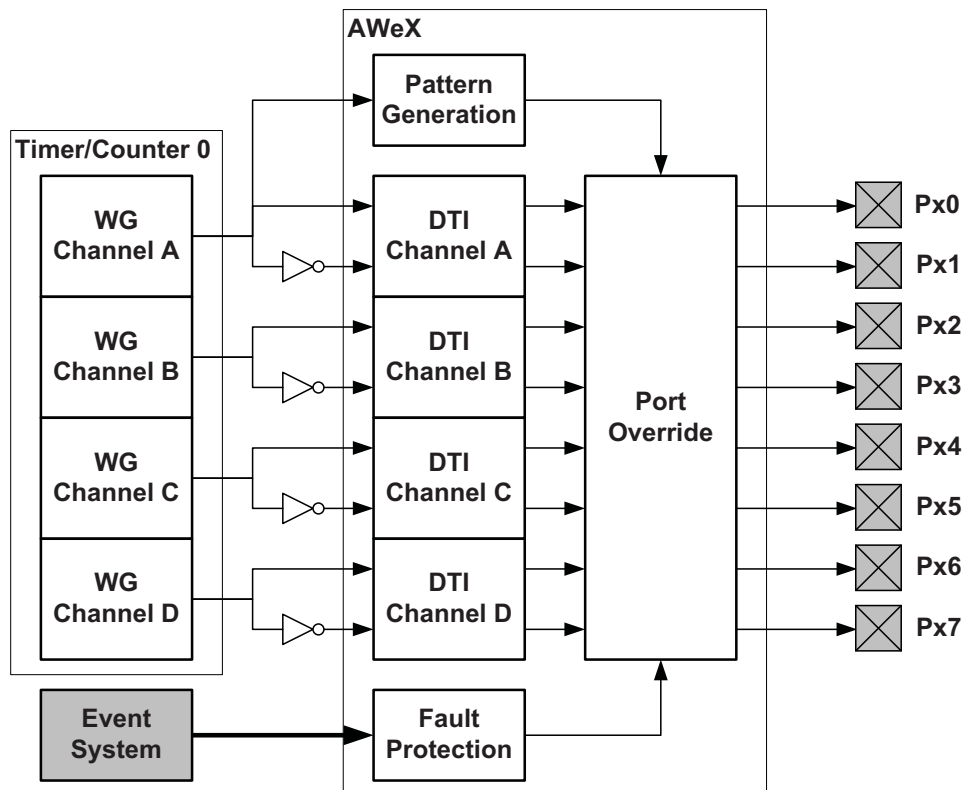 AWeX
Pattern
Generation
Timer/Counter 0
WG
Channel A
DTI
Channel A
Px0
Px1
WG
Channel B
DTI
Channel B
Px2
Px3
Port
Override
WG
Channel C
DTI
Channel C
Px4
Px5
WG
Channel D
DTI
Channel D
Px6
Px7
Event
System
Fault
Protection